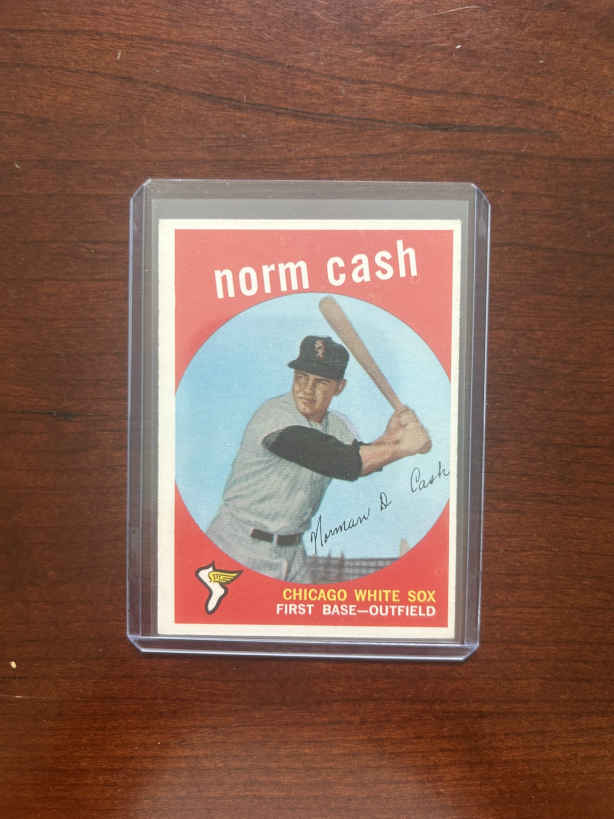 norm cash
Norman D Cash
CHICAGO WHITE SOX
FIRST BASE—OUTFIELD